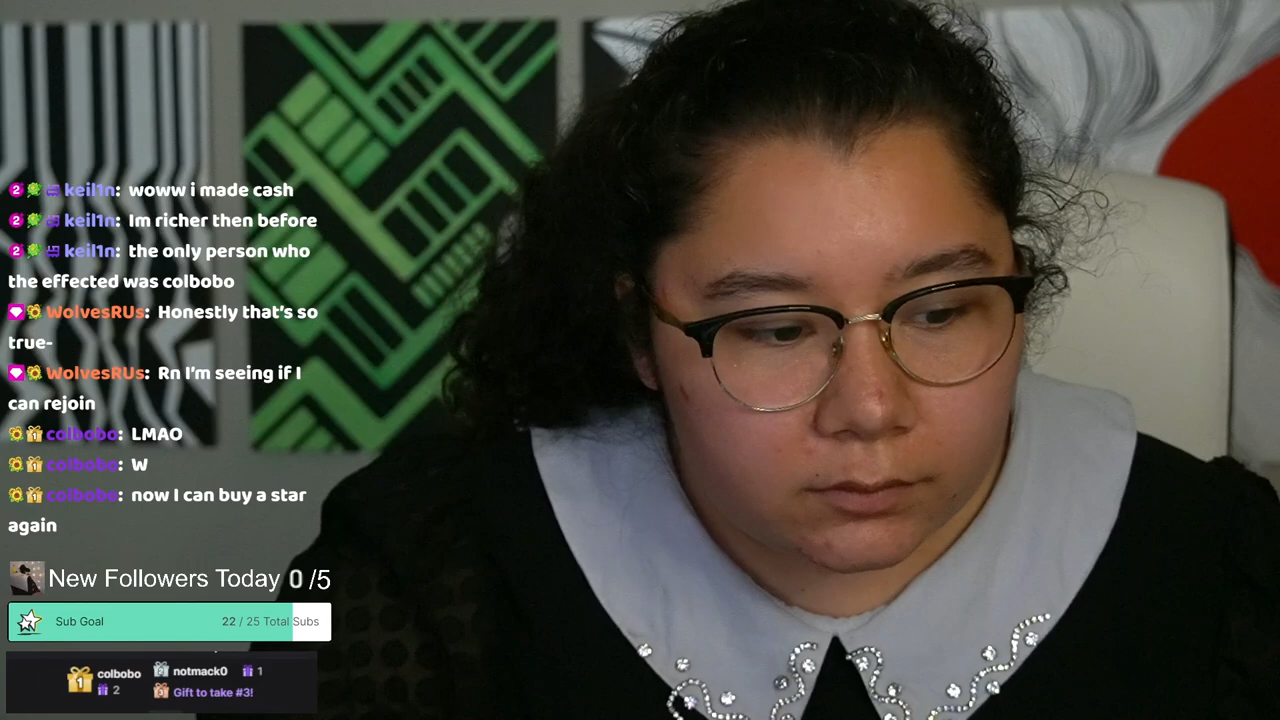 keil1n: woww i made cash
keil1n: Im richer then before
keil1n: the only person who
the effected was colbobo
WolvesRUs: Honestly that's so
true-
WolvesRUs: Rn I'm seeing if I
can rejoin
colbobo: LMAO
colbobo: W
colbobo: now I can buy a star
again
New Followers Today 0 /5
Sub Goal 22 / 25 Total Subs
1 colbobo 2 notmack0 1
2 3 Gift to take #3!